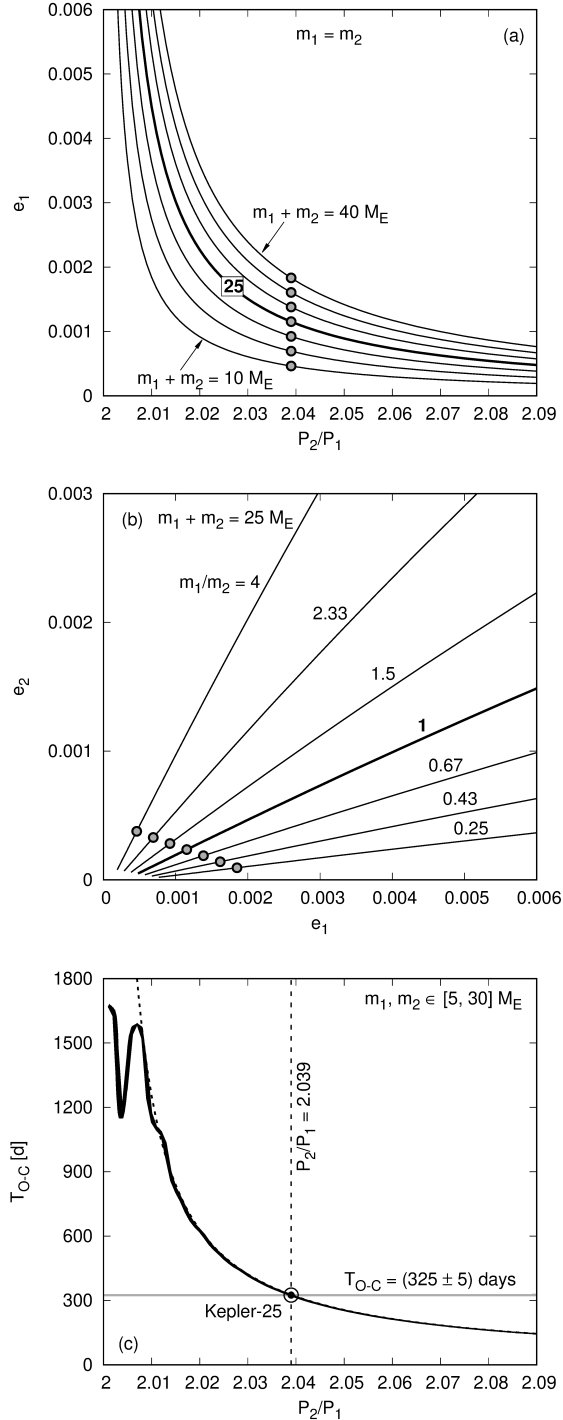 0.006
0.005
0.004
0.003
0.002
0.001
0
e₁
m₁ = m₂
(a)
m₁ + m₂ = 40 M_E
25
m₁ + m₂ = 10 M_E
2 2.01 2.02 2.03 2.04 2.05 2.06 2.07 2.08 2.09
P₂/P₁
0.003
0.002
0.001
0
e₂
(b) m₁ + m₂ = 25 M_E
m₁/m₂ = 4
2.33
1.5
1
0.67
0.43
0.25
0 0.001 0.002 0.003 0.004 0.005 0.006
e₁
1800
1500
1200
900
600
300
0
T_O-C [d]
m₁, m₂ ∈ [5, 30] M_E
P₂/P₁ = 2.039
T_O-C = (325 ± 5) days
Kepler-25
(c)
2 2.01 2.02 2.03 2.04 2.05 2.06 2.07 2.08 2.09
P₂/P₁